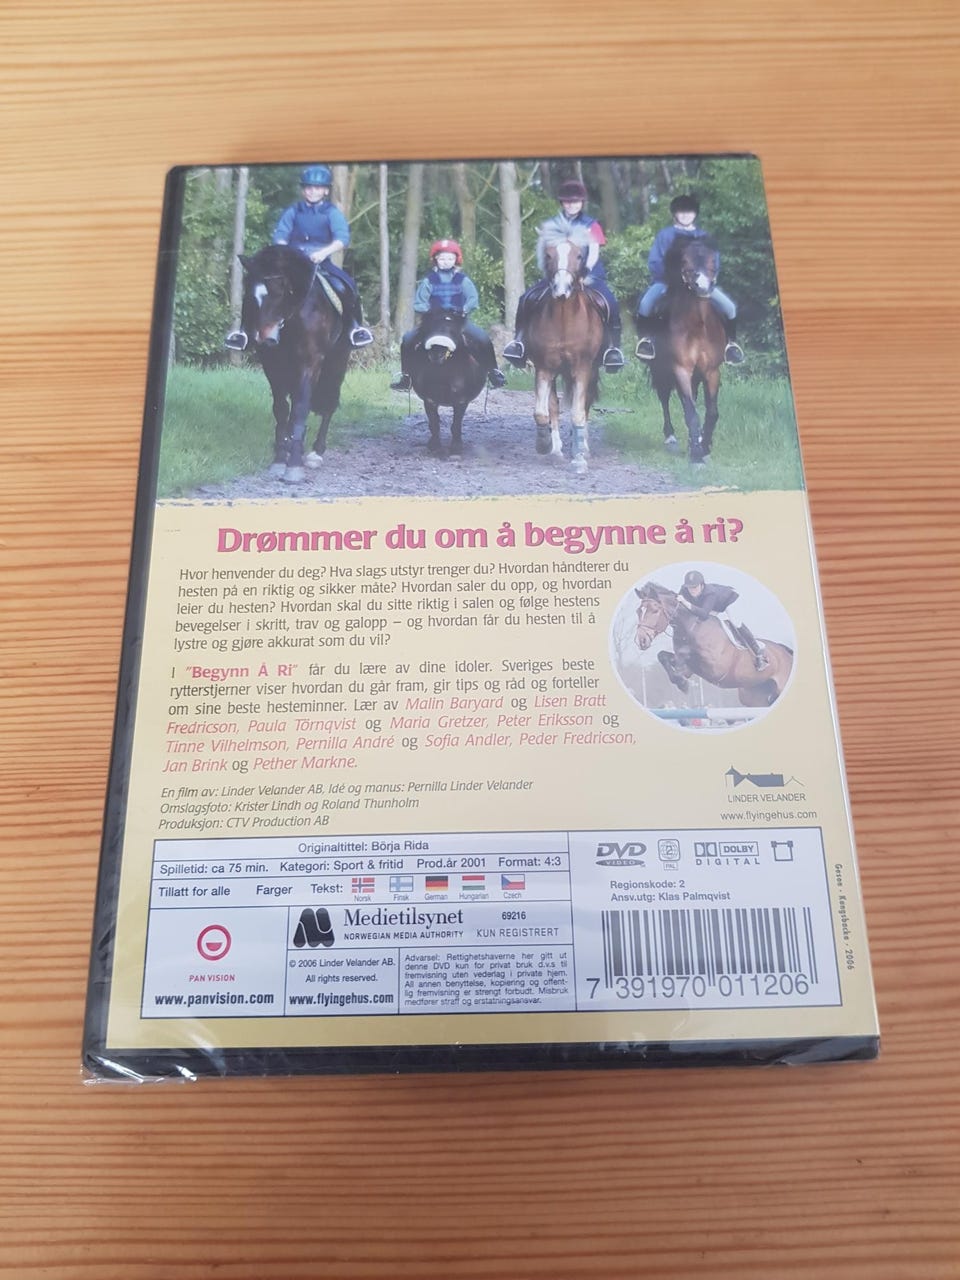 Drømmer du om å begynne å ri?
Hvor henvender du deg? Hva slags utstyr trenger du? Hvordan håndterer du
hesten på en riktig og sikker måte? Hvordan saler du opp, og hvordan
leier du hesten? Hvordan skal du sitte riktig i salen og følge hestens
bevegelser i skritt, trav og galopp – og hvordan får du hesten til å
lystre og gjøre akkurat som du vil?
I "Begynn Å Ri" får du lære av dine idoler. Sveriges beste
rytterstjerner viser hvordan du går fram, gir tips og råd og forteller
om sine beste hesteminner. Lær av Malin Baryard og Lisen Bratt
Fredricson, Paula Törnqvist og Maria Gretzer, Peter Eriksson og
Tinne Vilhelmson, Pernilla André og Sofia Andler, Peder Fredricson,
Jan Brink og Pether Markne.
En film av: Linder Velander AB, Idé og manus: Pernilla Linder Velander
Omslagsfoto: Krister Lindh og Roland Thunholm
Produksjon: CTV Production AB
LINDER VELANDER
www.flyingehus.com
Originaltittel: Börja Rida
Spilletid: ca 75 min. Kategori: Sport & fritid Prod.år 2001 Format: 4:3
Tillatt for alle Farger Tekst:
Norsk Finsk German Hungarian Czech
PAN VISION
www.panvision.com
Medietilsynet
NORWEGIAN MEDIA AUTHORITY
69216
KUN REGISTRERT
© 2006 Linder Velander AB.
All rights reserved.
www.flyingehus.com
Advarsel: Rettighetshaverne her gitt ut
denne DVD kun for privat bruk d.v.s til
fremvisning uten vederlag i private hjem.
All annen benyttelse, kopiering og offent-
lig fremvisning er strengt forbudt. Misbruk
medfører straff og erstatningsansvar.
DVD
VIDEO
2
PAL
DOLBY
DIGITAL
Regionskode: 2
Ansv.utg: Klas Palmqvist
7 391970 011206
Geson - Kungsbacka - 2006